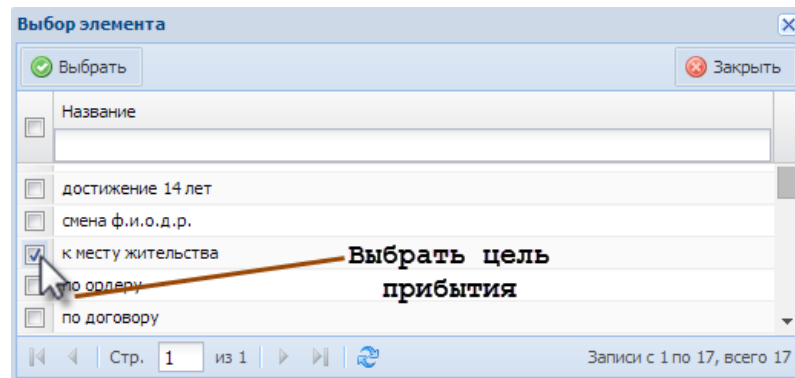 Выбор элемента
Выбрать
Закрыть
Название
достижение 14 лет
смена ф.и.о.д.р.
к месту жительства
Выбрать цель
прибытия
по ордеру
по договору
Стр. 1 из 1
Записи с 1 по 17, всего 17